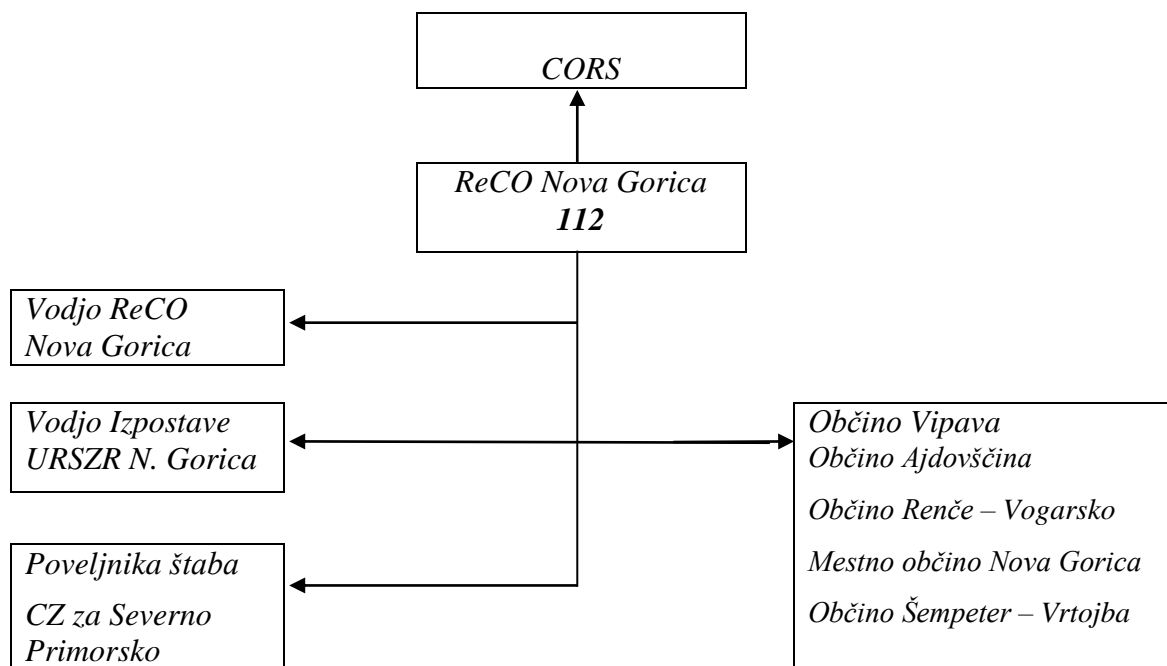 CORS
ReCO Nova Gorica
112
Vodjo ReCO
Nova Gorica
Vodjo Izpostave
URSZR N. Gorica
Občino Vipava
Občino Ajdovščina
Občino Renče – Vogarsko
Mestno občino Nova Gorica
Občino Šempeter – Vrtojba
Poveljnika štaba
CZ za Severno
Primorsko